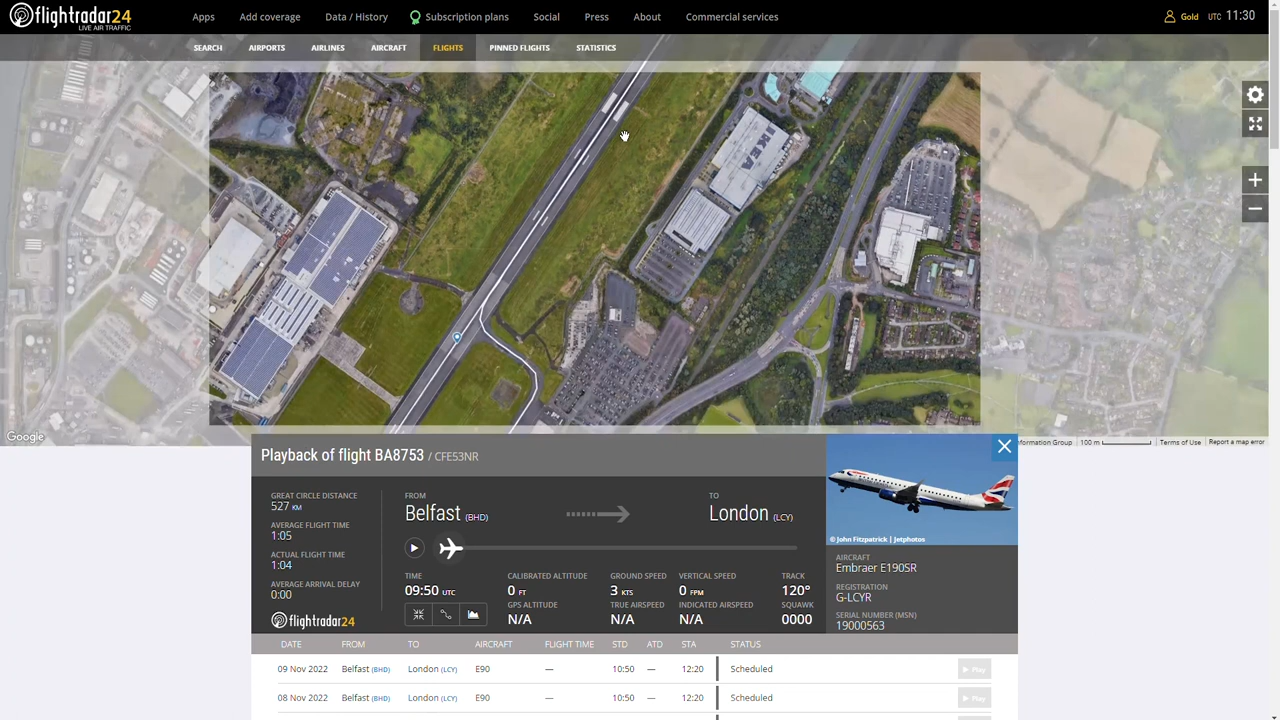 flightradar24
LIVE AIR TRAFFIC
Apps
Add coverage
Data / History
Subscription plans
Social
Press
About
Commercial services
Gold
UTC 11:30
SEARCH
AIRPORTS
AIRLINES
AIRCRAFT
FLIGHTS
PINNED FLIGHTS
STATISTICS
IKEA
Google
formation Group
100 m
Terms of Use
Report a map error
Playback of flight BA8753 / CFE53NR
GREAT CIRCLE DISTANCE
527 KM
AVERAGE FLIGHT TIME
1:05
ACTUAL FLIGHT TIME
1:04
AVERAGE ARRIVAL DELAY
0:00
flightradar24
FROM
Belfast (BHD)
TO
London (LCY)
TIME
09:50 UTC
CALIBRATED ALTITUDE
0 FT
GPS ALTITUDE
N/A
GROUND SPEED
3 KTS
TRUE AIRSPEED
N/A
VERTICAL SPEED
0 FPM
INDICATED AIRSPEED
N/A
TRACK
120°
SQUAWK
0000
© John Fitzpatrick | Jetphotos
AIRCRAFT
Embraer E190SR
REGISTRATION
G-LCYR
SERIAL NUMBER (MSN)
19000563
DATE FROM TO AIRCRAFT FLIGHT TIME STD ATD STA STATUS
09 Nov 2022 Belfast (BHD) London (LCY) E90 — 10:50 — 12:20 Scheduled Play
08 Nov 2022 Belfast (BHD) London (LCY) E90 — 10:50 — 12:20 Scheduled Play